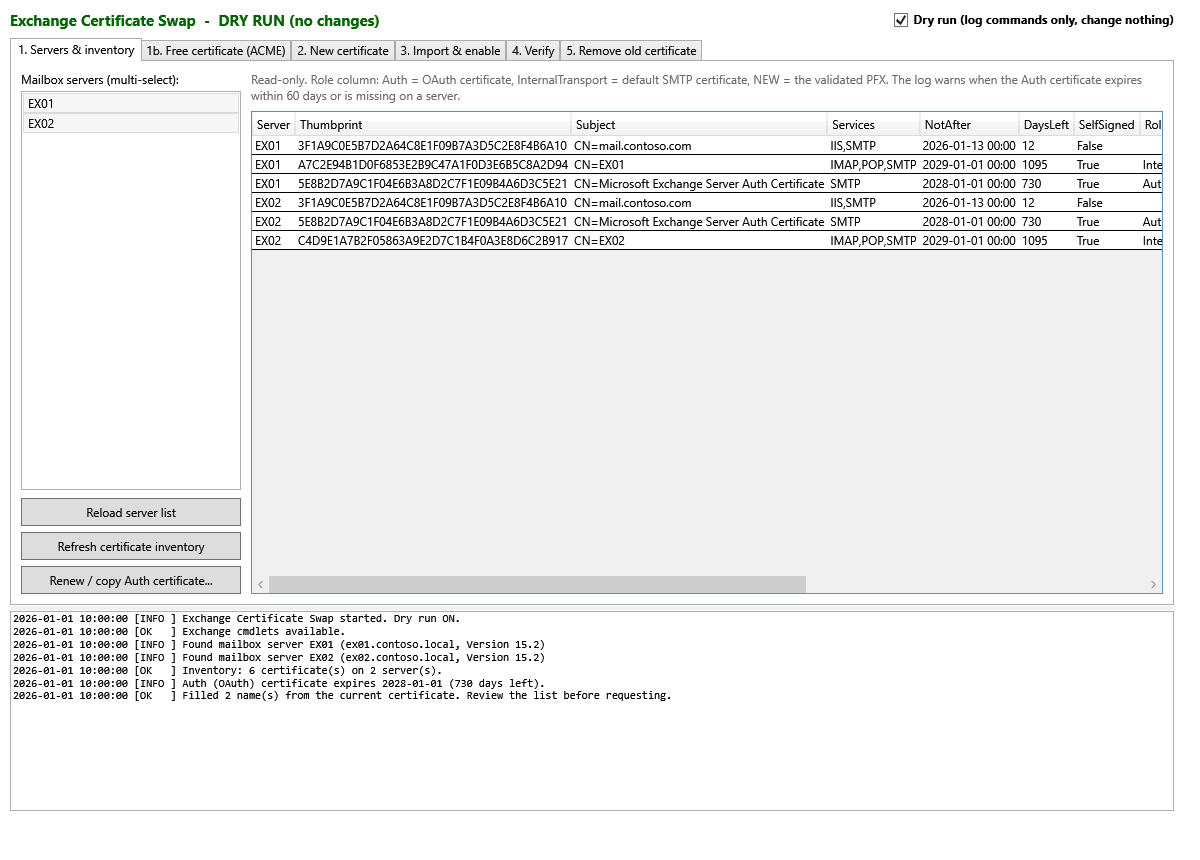 Exchange Certificate Swap - DRY RUN (no changes)
Dry run (log commands only, change nothing)
1. Servers & inventory
1b. Free certificate (ACME)
2. New certificate
3. Import & enable
4. Verify
5. Remove old certificate
Mailbox servers (multi-select):
EX01
EX02
Reload server list
Refresh certificate inventory
Renew / copy Auth certificate...
Read-only. Role column: Auth = OAuth certificate, InternalTransport = default SMTP certificate, NEW = the validated PFX. The log warns when the Auth certificate expires
within 60 days or is missing on a server.
Server Thumbprint Subject Services NotAfter DaysLeft SelfSigned Rol
EX01 3F1A9C0E5B7D2A64C8E1F09B7A3D5C2E8F4B6A10 CN=mail.contoso.com IIS,SMTP 2026-01-13 00:00 12 False
EX01 A7C2E94B1D0F6853E2B9C47A1F0D3E6B5C8A2D94 CN=EX01 IMAP,POP,SMTP 2029-01-01 00:00 1095 True Inte
EX01 5E8B2D7A9C1F04E6B3A8D2C7F1E09B4A6D3C5E21 CN=Microsoft Exchange Server Auth Certificate SMTP 2028-01-01 00:00 730 True Aut
EX02 3F1A9C0E5B7D2A64C8E1F09B7A3D5C2E8F4B6A10 CN=mail.contoso.com IIS,SMTP 2026-01-13 00:00 12 False
EX02 5E8B2D7A9C1F04E6B3A8D2C7F1E09B4A6D3C5E21 CN=Microsoft Exchange Server Auth Certificate SMTP 2028-01-01 00:00 730 True Aut
EX02 C4D9E1A7B2F05863A9E2D7C1B4F0A3E8D6C2B917 CN=EX02 IMAP,POP,SMTP 2029-01-01 00:00 1095 True Inte
2026-01-01 10:00:00 [INFO ] Exchange Certificate Swap started. Dry run ON.
2026-01-01 10:00:00 [OK   ] Exchange cmdlets available.
2026-01-01 10:00:00 [INFO ] Found mailbox server EX01 (ex01.contoso.local, Version 15.2)
2026-01-01 10:00:00 [INFO ] Found mailbox server EX02 (ex02.contoso.local, Version 15.2)
2026-01-01 10:00:00 [OK   ] Inventory: 6 certificate(s) on 2 server(s).
2026-01-01 10:00:00 [INFO ] Auth (OAuth) certificate expires 2028-01-01 (730 days left).
2026-01-01 10:00:00 [OK   ] Filled 2 name(s) from the current certificate. Review the list before requesting.